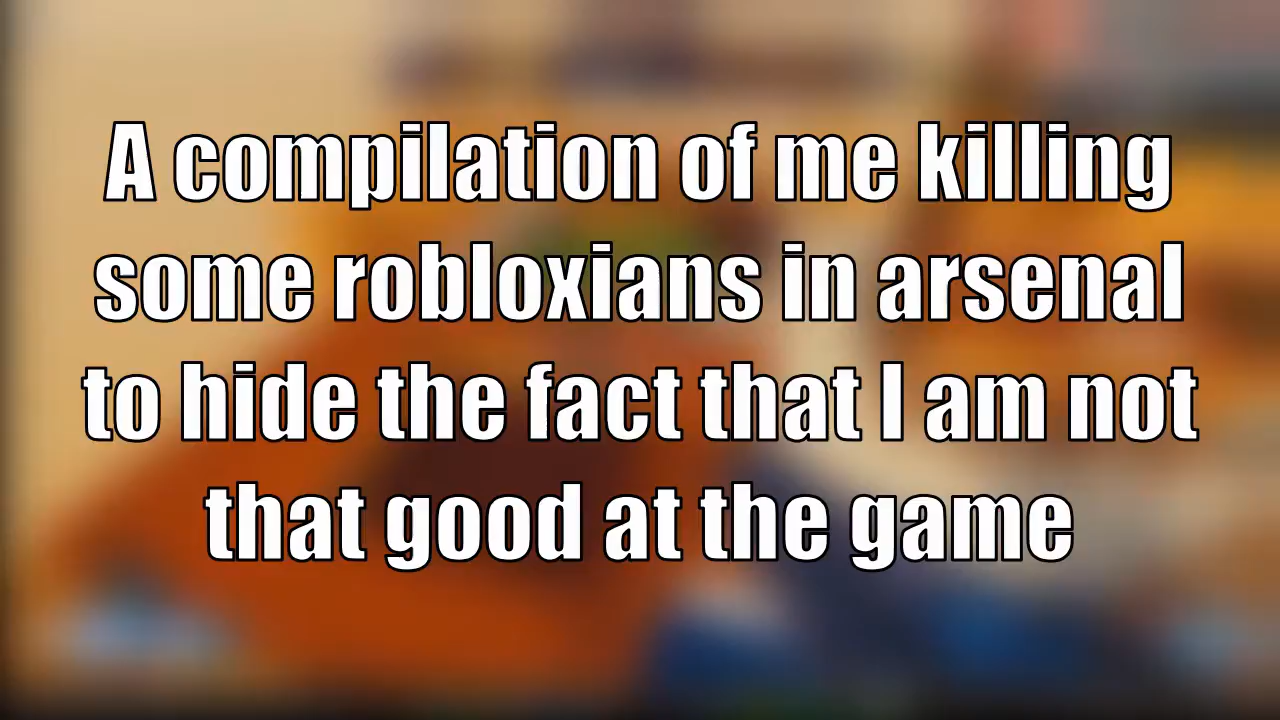 A compilation of me killing
some robloxians in arsenal
to hide the fact that I am not
that good at the game